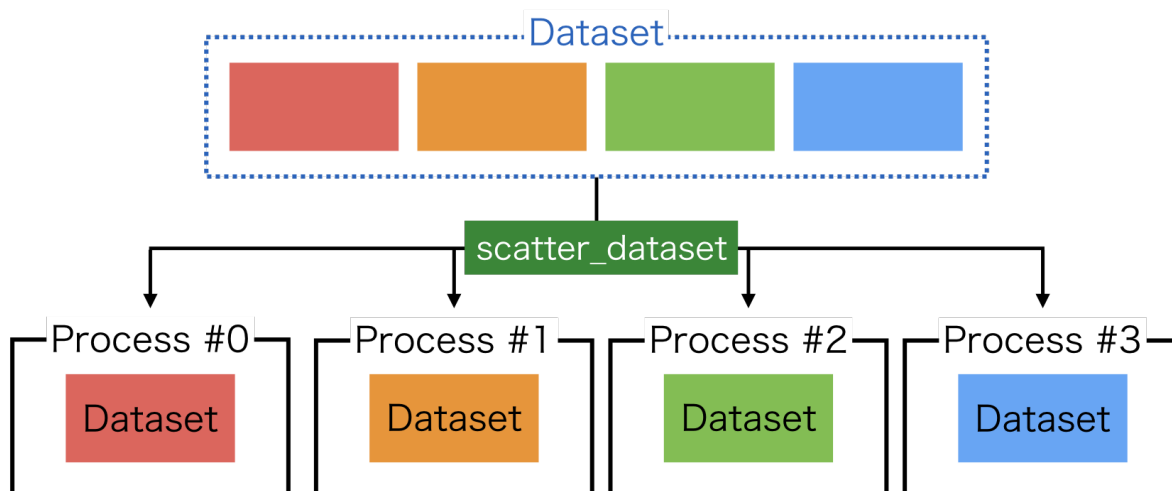 Dataset
scatter_dataset
Process #0
Process #1
Process #2
Process #3
Dataset
Dataset
Dataset
Dataset